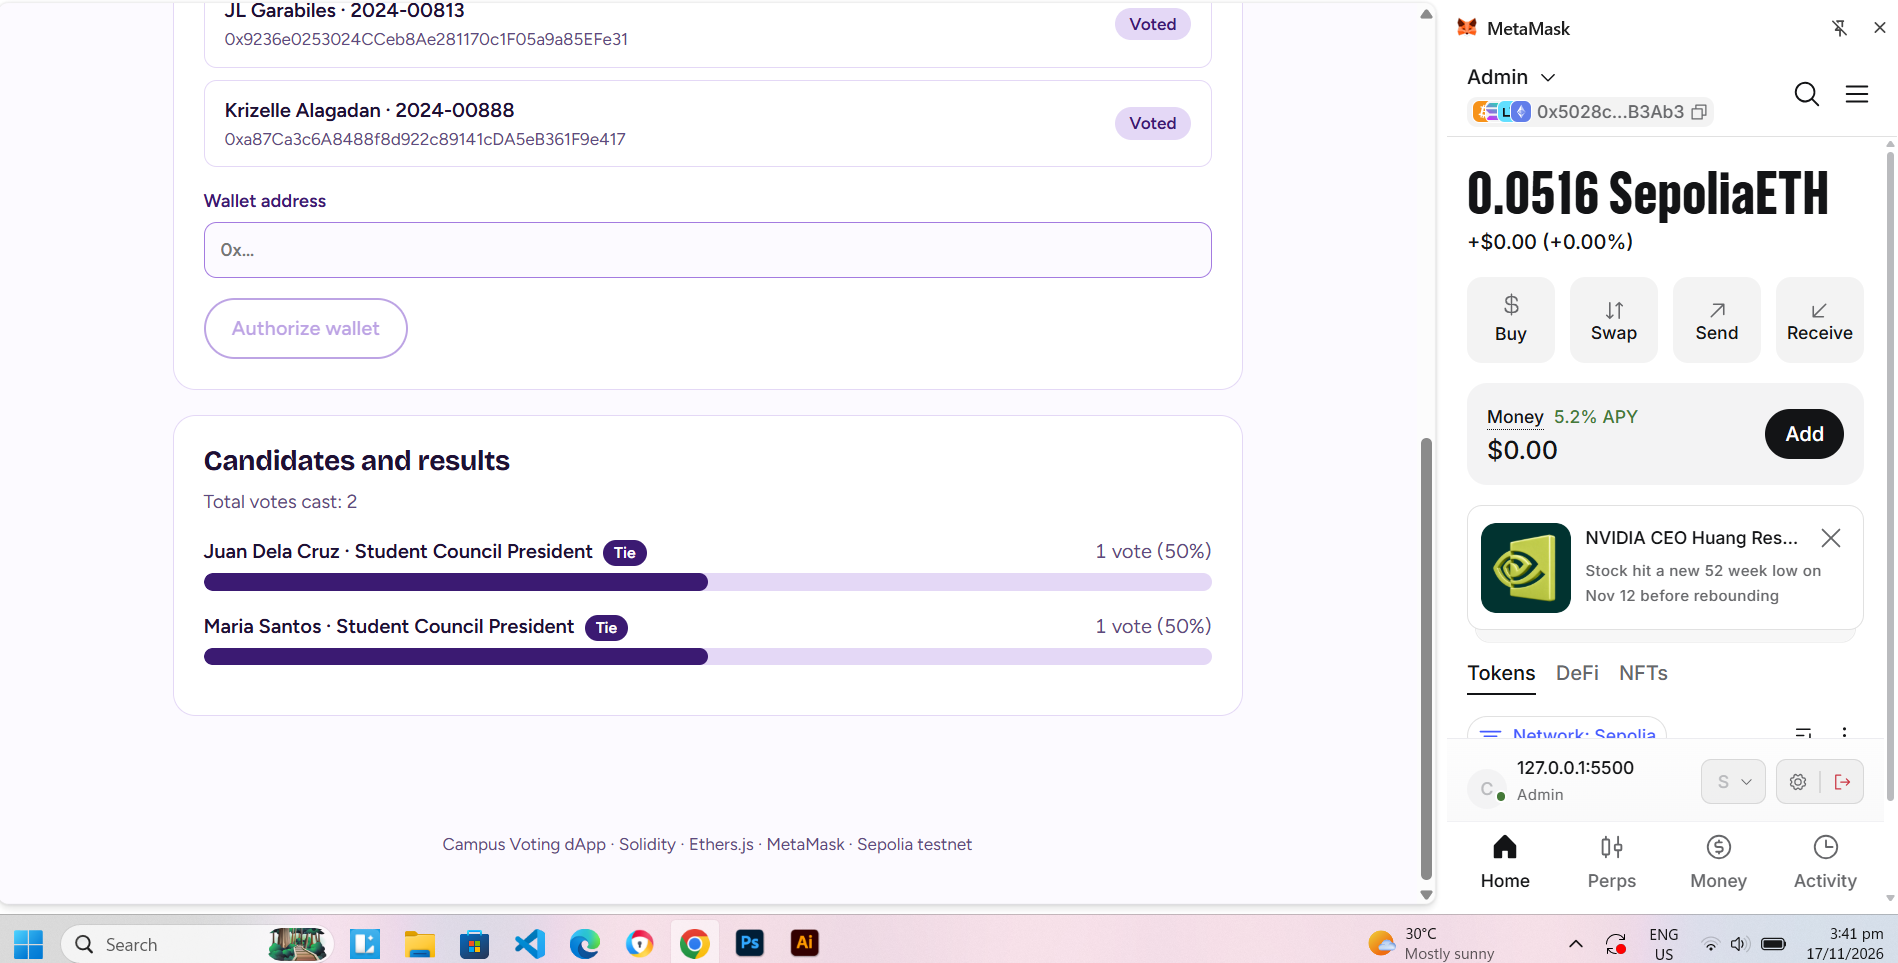 JL Garabiles · 2024-00813
0x9236e0253024CCeb8Ae281170c1F05a9a85EFe31
Voted
Krizelle Alagadan · 2024-00888
0xa87Ca3c6A8488f8d922c89141cDA5eB361F9e417
Voted
Wallet address
0x...
Authorize wallet
Candidates and results
Total votes cast: 2
Juan Dela Cruz · Student Council President Tie 1 vote (50%)
Maria Santos · Student Council President Tie 1 vote (50%)
Campus Voting dApp · Solidity · Ethers.js · MetaMask · Sepolia testnet
MetaMask
Admin
0x5028c...B3Ab3
0.0516 SepoliaETH
+$0.00 (+0.00%)
Buy Swap Send Receive
Money 5.2% APY
$0.00
Add
NVIDIA CEO Huang Res...
Stock hit a new 52 week low on
Nov 12 before rebounding
Tokens DeFi NFTs
Network: Sepolia
C
127.0.0.1:5500
Admin
S
Home Perps Money Activity
Search
Ps
Ai
30°C
Mostly sunny
ENG
US
3:41 pm
17/11/2026